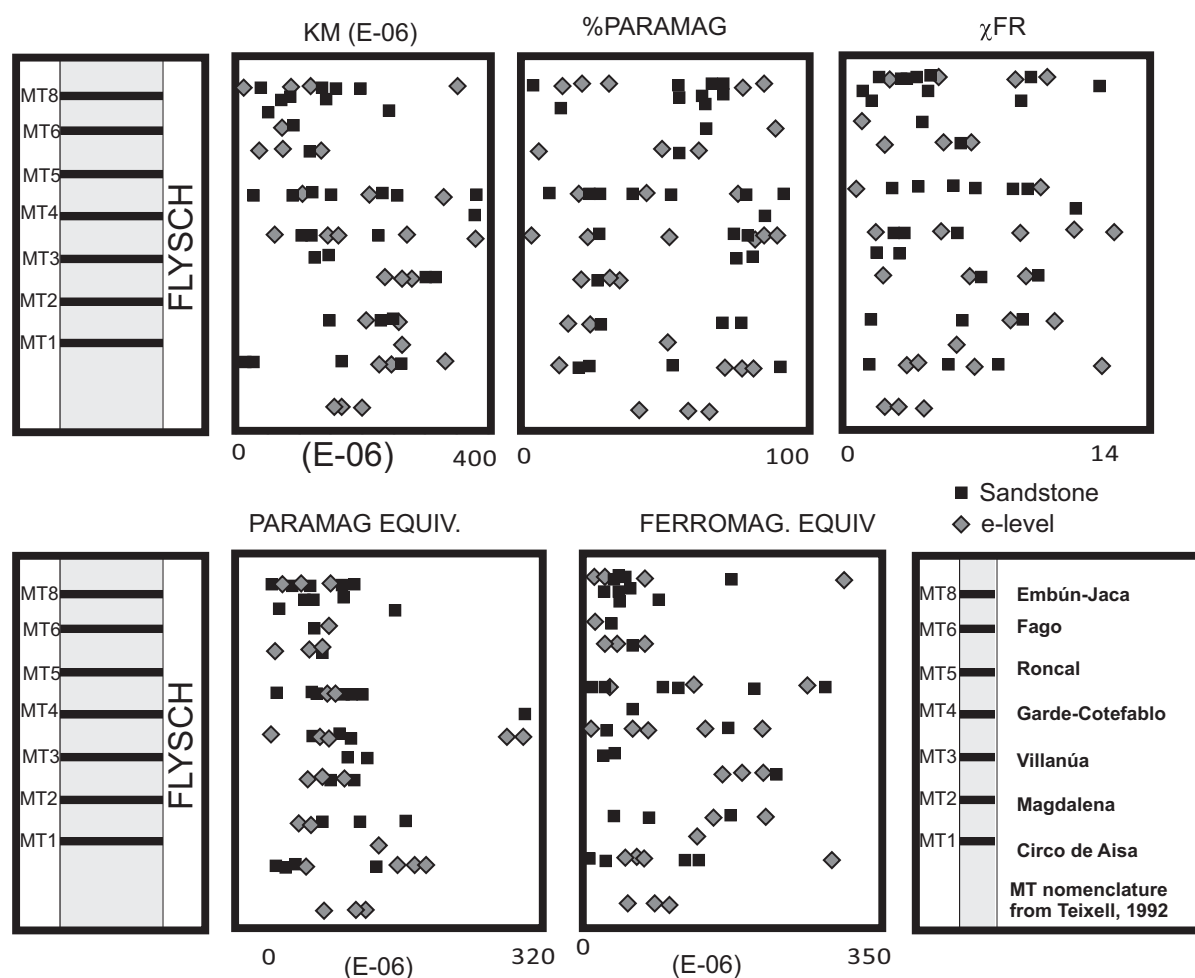 KM (E-06)
%PARAMAG
χFR
MT8
MT6
MT5
MT4
MT3
MT2
MT1
FLYSCH
0
(E-06)
400
0
100
0
14
Sandstone
e-level
PARAMAG EQUIV.
FERROMAG. EQUIV
MT8
MT6
MT5
MT4
MT3
MT2
MT1
FLYSCH
0
(E-06)
320
0
(E-06)
350
MT8 Embún-Jaca
MT6 Fago
MT5 Roncal
MT4 Garde-Cotefablo
MT3 Villanúa
MT2 Magdalena
MT1 Circo de Aisa
MT nomenclature
from Teixell, 1992